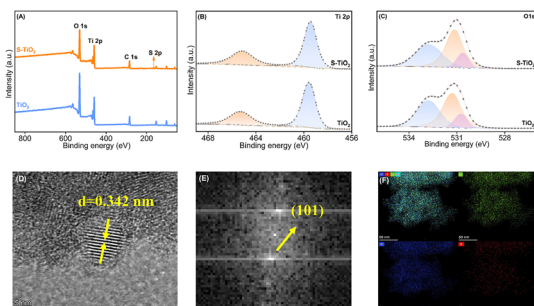 (A)
O 1s
Ti 2p
C 1s
S 2p
S-TiO₂
TiO₂
Intensity (a.u.)
800
600
400
200
Binding energy (eV)
(B)
Ti 2p
S-TiO₂
TiO₂
Intensity (a.u.)
468
464
460
456
Binding energy (eV)
(C)
O1s
S-TiO₂
TiO₂
Intensity (a.u.)
534
531
528
Binding energy (eV)
(D)
d=0.342 nm
(E)
(101)
(F)